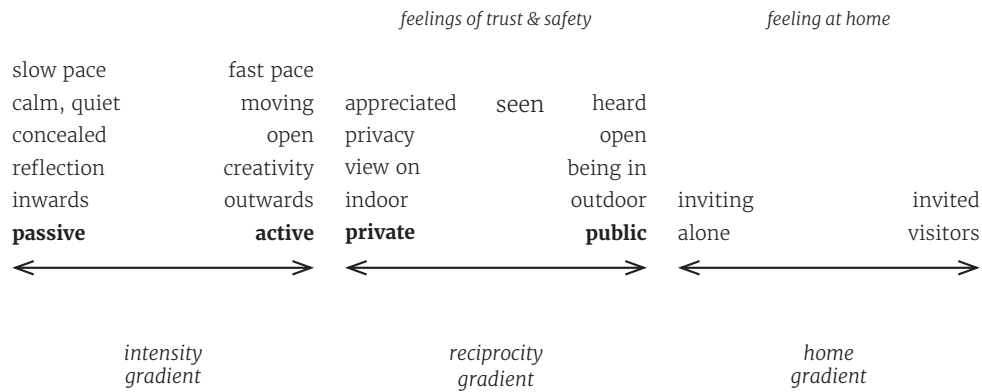 feelings of trust & safety
feeling at home
slow pace fast pace
calm, quiet moving appreciated seen heard
concealed open privacy open
reflection creativity view on being in
inwards outwards indoor outdoor inviting invited
passive active private public alone visitors
intensity gradient
reciprocity gradient
home gradient